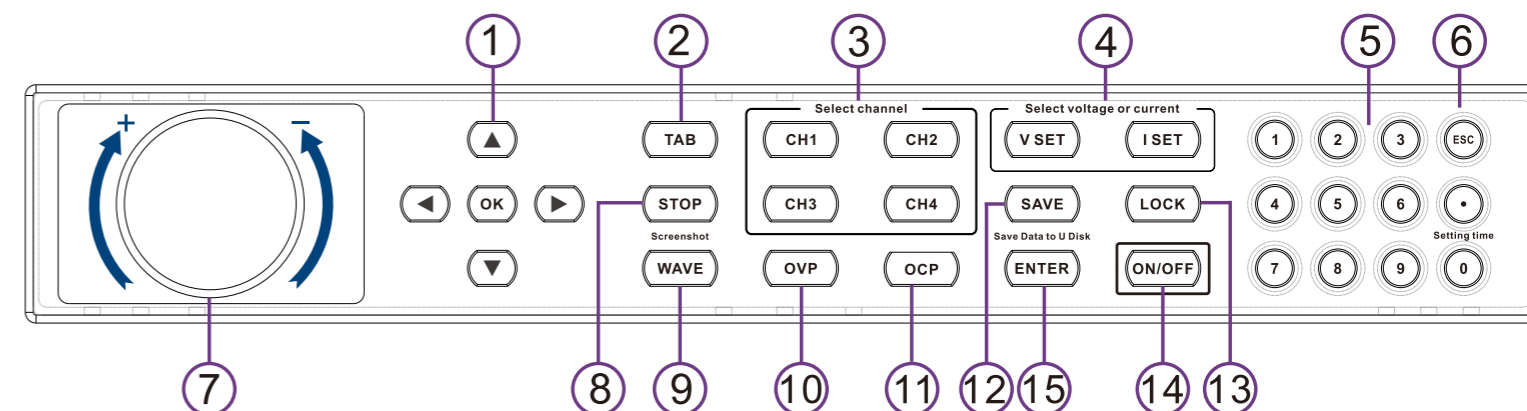 1 2 3 4 5 6
Select channel Select voltage or current
+ −
TAB CH1 CH2 V SET I SET 1 2 3 ESC
OK STOP CH3 CH4 SAVE LOCK 4 5 6 •
Screenshot Save Data to U Disk Setting time
WAVE OVP OCP ENTER ON/OFF 7 8 9 0
7 8 9 10 11 12 15 14 13